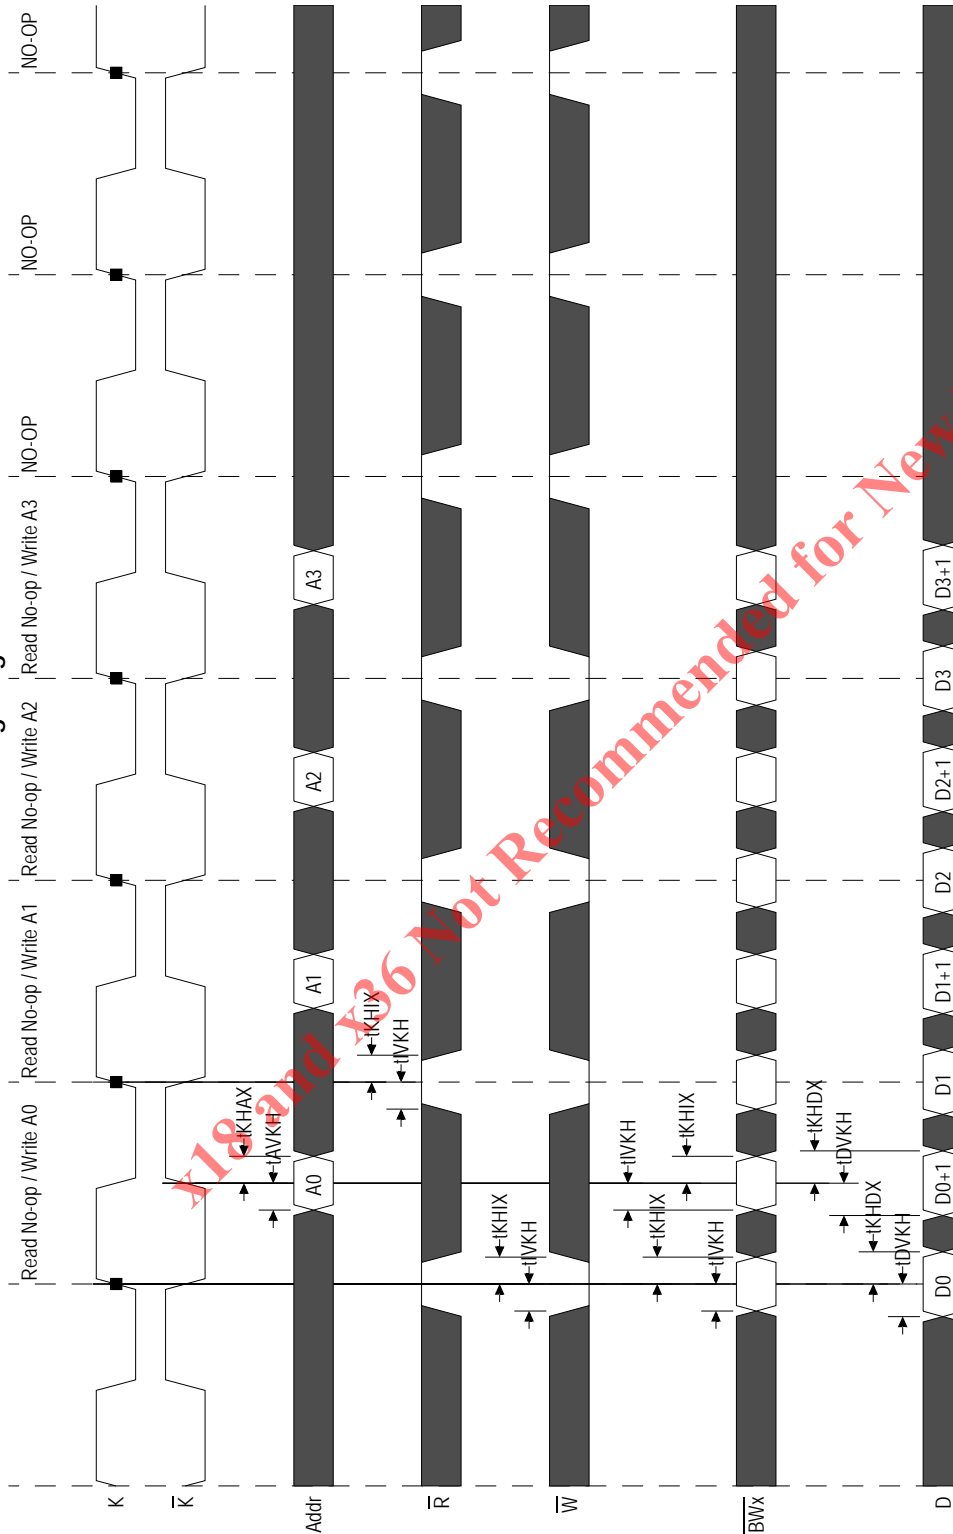 Read No-op / Write A0 Read No-op / Write A1 Read No-op / Write A2 Read No-op / Write A3 NO-OP NO-OP NO-OP
K
K̅
tKHAX
tAVKH
Addr A0 A1 A2 A3
tKHIX
tIVKH
R̅
tKHIX
tIVKH
W̅
tIVKH
tKHIX
tKHIX
tIVKH
B̅W̅x̅
tKHDX
tDVKH
tKHDX
tDVKH
D D0 D0+1 D1 D1+1 D2 D2+1 D3 D3+1
x18 and x36 Not Recommended for New